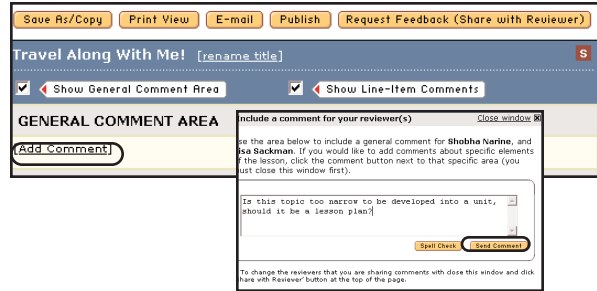 Save As/Copy Print View E-mail Publish Request Feedback (Share with Reviewer)
Travel Along With Me! [rename title] S
Show General Comment Area Show Line-Item Comments
GENERAL COMMENT AREA
[Add Comment]
nclude a comment for your reviewer(s) Close window
se the area below to include a general comment for Shobha Narine, and
isa Sackman. If you would like to add comments about specific elements
f the lesson, click the comment button next to that specific area (you
ust close this window first).
Is this topic too narrow to be developed into a unit,
should it be a lesson plan?
Spell Check Send Comment
To change the reviewers that you are sharing comments with close this window and click
hare with Reviewer' button at the top of the page.